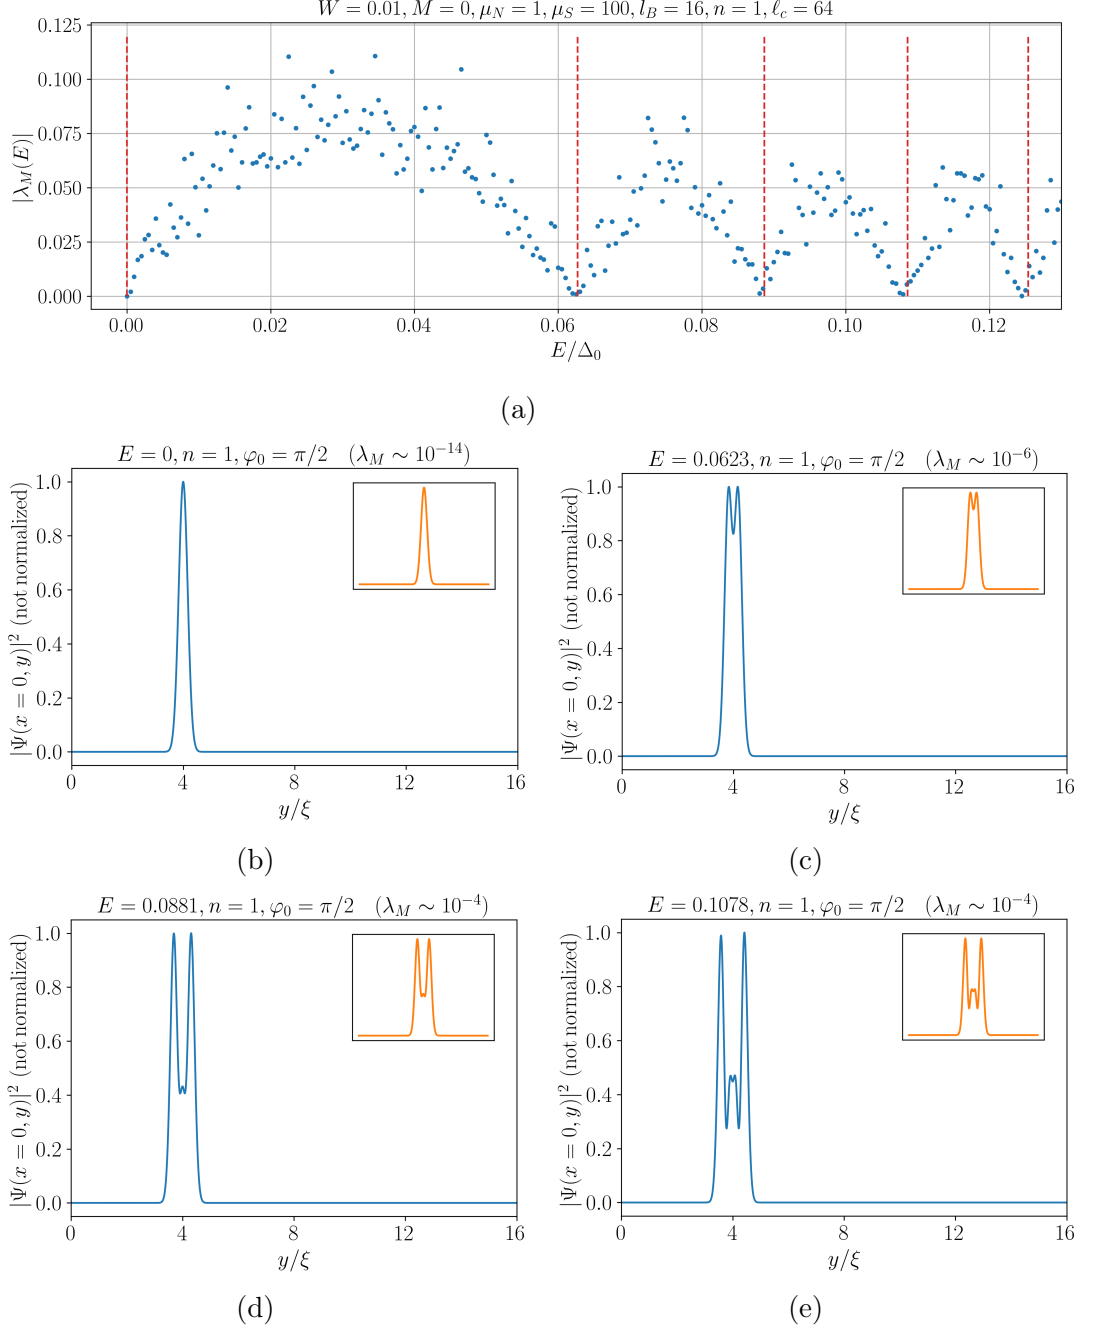 W = 0.01, M = 0, μ_N = 1, μ_S = 100, l_B = 16, n = 1, ℓ_c = 64
|λ_M(E)|
0.125
0.100
0.075
0.050
0.025
0.000
0.00 0.02 0.04 0.06 0.08 0.10 0.12
E/Δ_0
(a)
E = 0, n = 1, φ_0 = π/2 (λ_M ∼ 10^{-14})
|Ψ(x = 0, y)|^2 (not normalized)
1.0
0.8
0.6
0.4
0.2
0.0
0 4 8 12 16
y/ξ
(b)
E = 0.0623, n = 1, φ_0 = π/2 (λ_M ∼ 10^{-6})
|Ψ(x = 0, y)|^2 (not normalized)
1.0
0.8
0.6
0.4
0.2
0.0
0 4 8 12 16
y/ξ
(c)
E = 0.0881, n = 1, φ_0 = π/2 (λ_M ∼ 10^{-4})
|Ψ(x = 0, y)|^2 (not normalized)
1.0
0.8
0.6
0.4
0.2
0.0
0 4 8 12 16
y/ξ
(d)
E = 0.1078, n = 1, φ_0 = π/2 (λ_M ∼ 10^{-4})
|Ψ(x = 0, y)|^2 (not normalized)
1.0
0.8
0.6
0.4
0.2
0.0
0 4 8 12 16
y/ξ
(e)